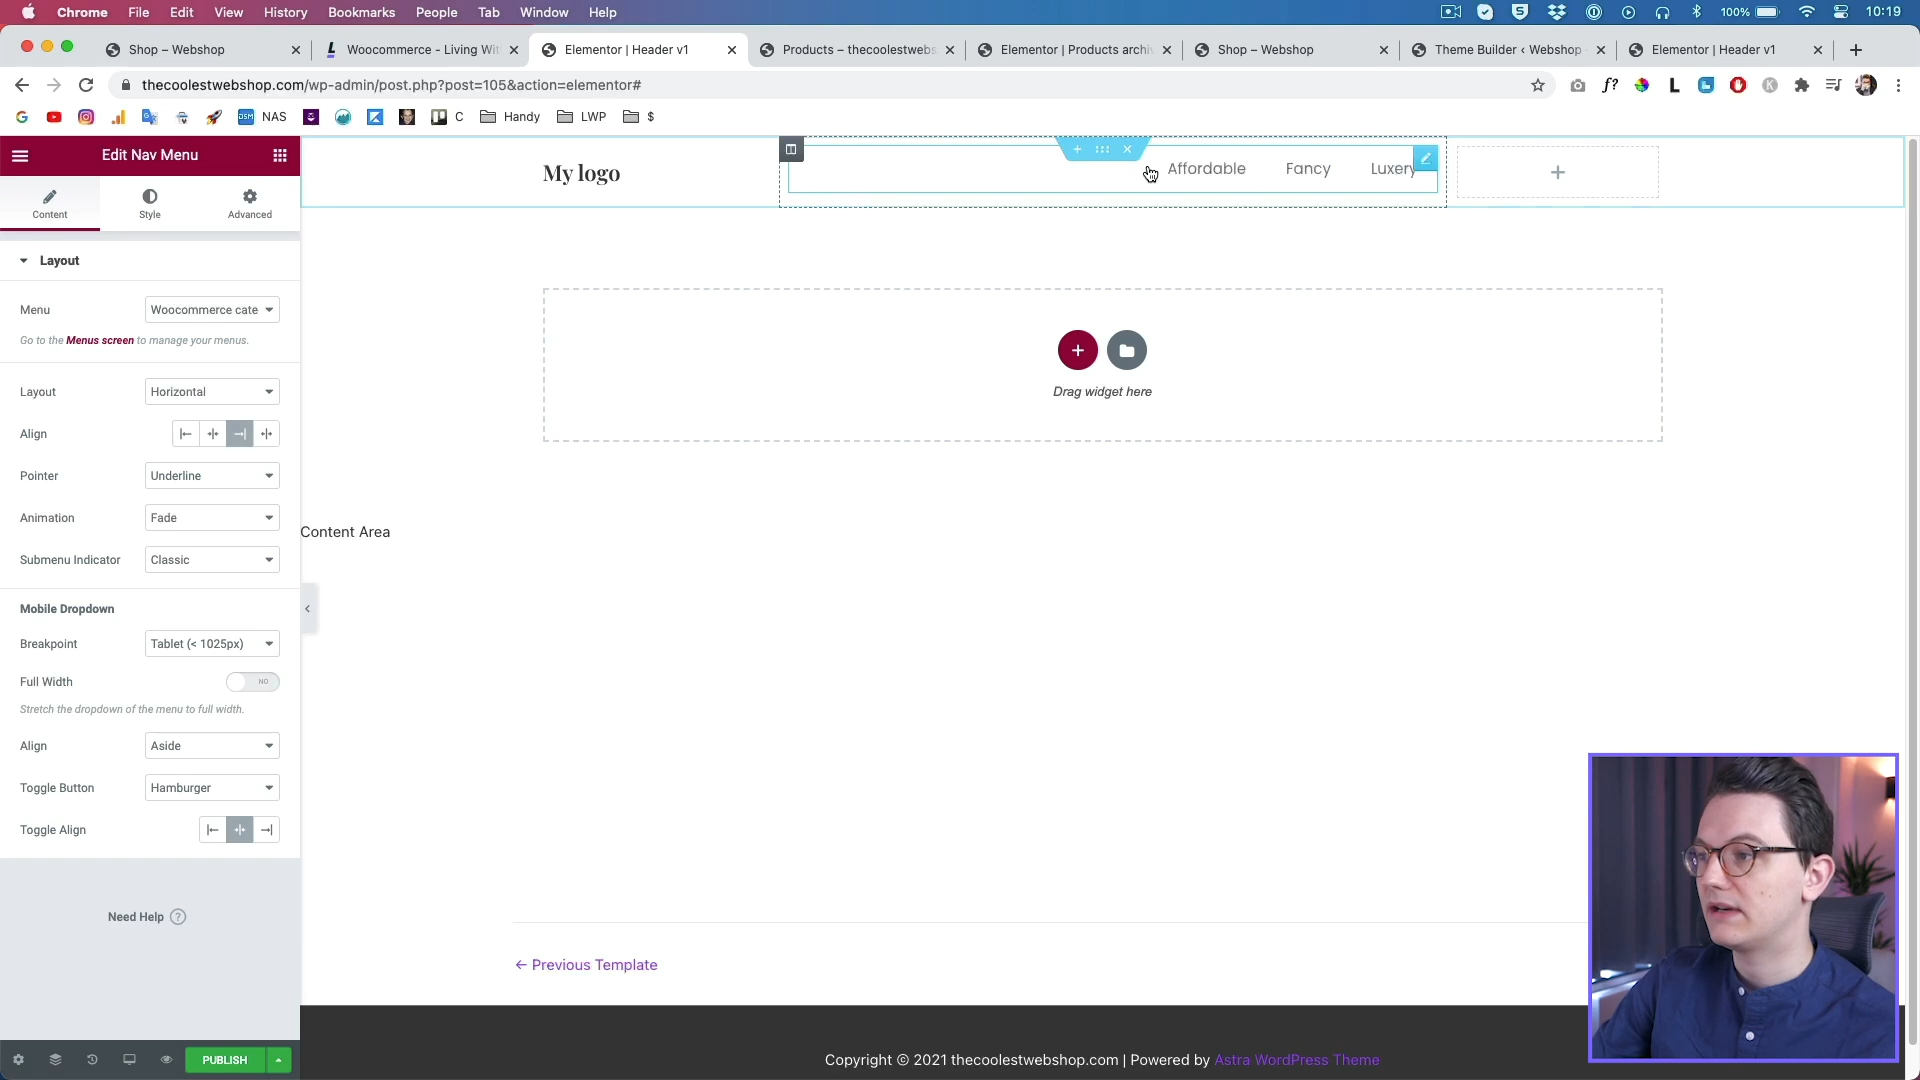 Chrome File Edit View History Bookmarks People Tab Window Help 100% 10:19
Shop – Webshop Woocommerce - Living Wit Elementor | Header v1 Products – thecoolestwebs Elementor | Products archi Shop – Webshop Theme Builder ‹ Webshop Elementor | Header v1
thecoolestwebshop.com/wp-admin/post.php?post=105&action=elementor#
NAS C Handy LWP $
Edit Nav Menu
Content Style Advanced
My logo
Affordable Fancy Luxery
Layout
Menu Woocommerce cate
Go to the Menus screen to manage your menus.
Layout Horizontal
Align
Pointer Underline
Animation Fade
Submenu Indicator Classic
Mobile Dropdown
Breakpoint Tablet (< 1025px)
Full Width NO
Stretch the dropdown of the menu to full width.
Align Aside
Toggle Button Hamburger
Toggle Align
Need Help ?
PUBLISH
Drag widget here
Content Area
← Previous Template
Copyright © 2021 thecoolestwebshop.com | Powered by Astra WordPress Theme